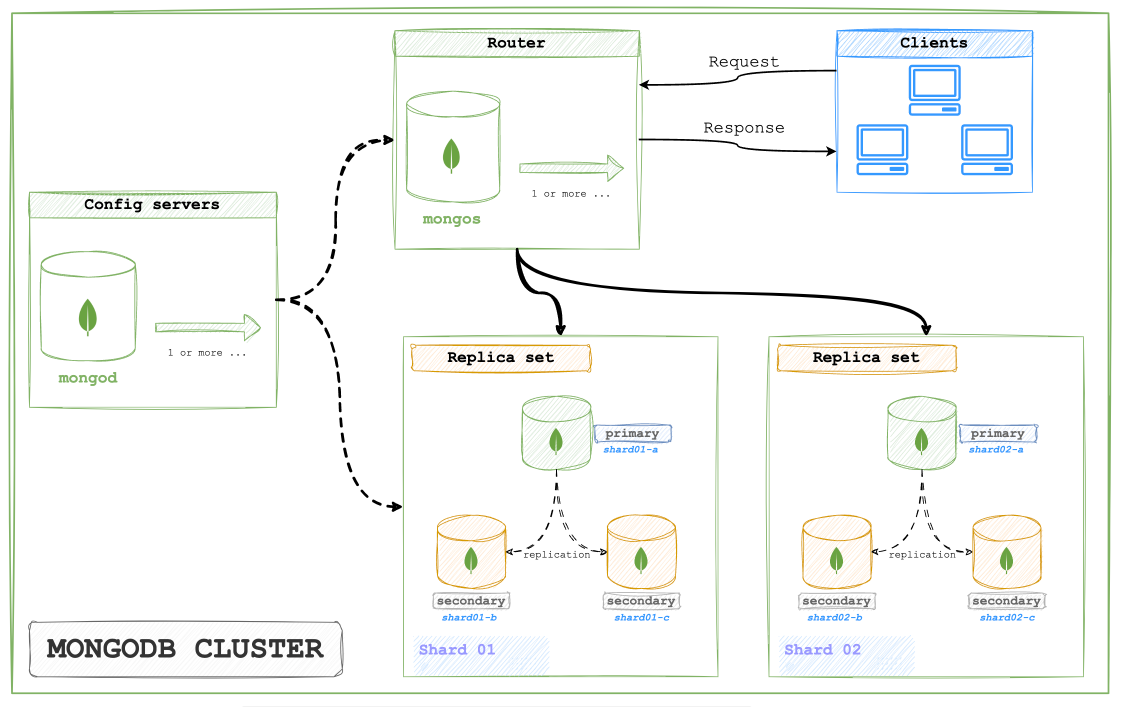 Router
Clients
Request
Response
1 or more ...
mongos
Config servers
1 or more ...
mongod
Replica set
primary
shard01-a
replication
secondary
shard01-b
secondary
shard01-c
Shard 01
Replica set
primary
shard02-a
replication
secondary
shard02-b
secondary
shard02-c
Shard 02
MONGODB CLUSTER